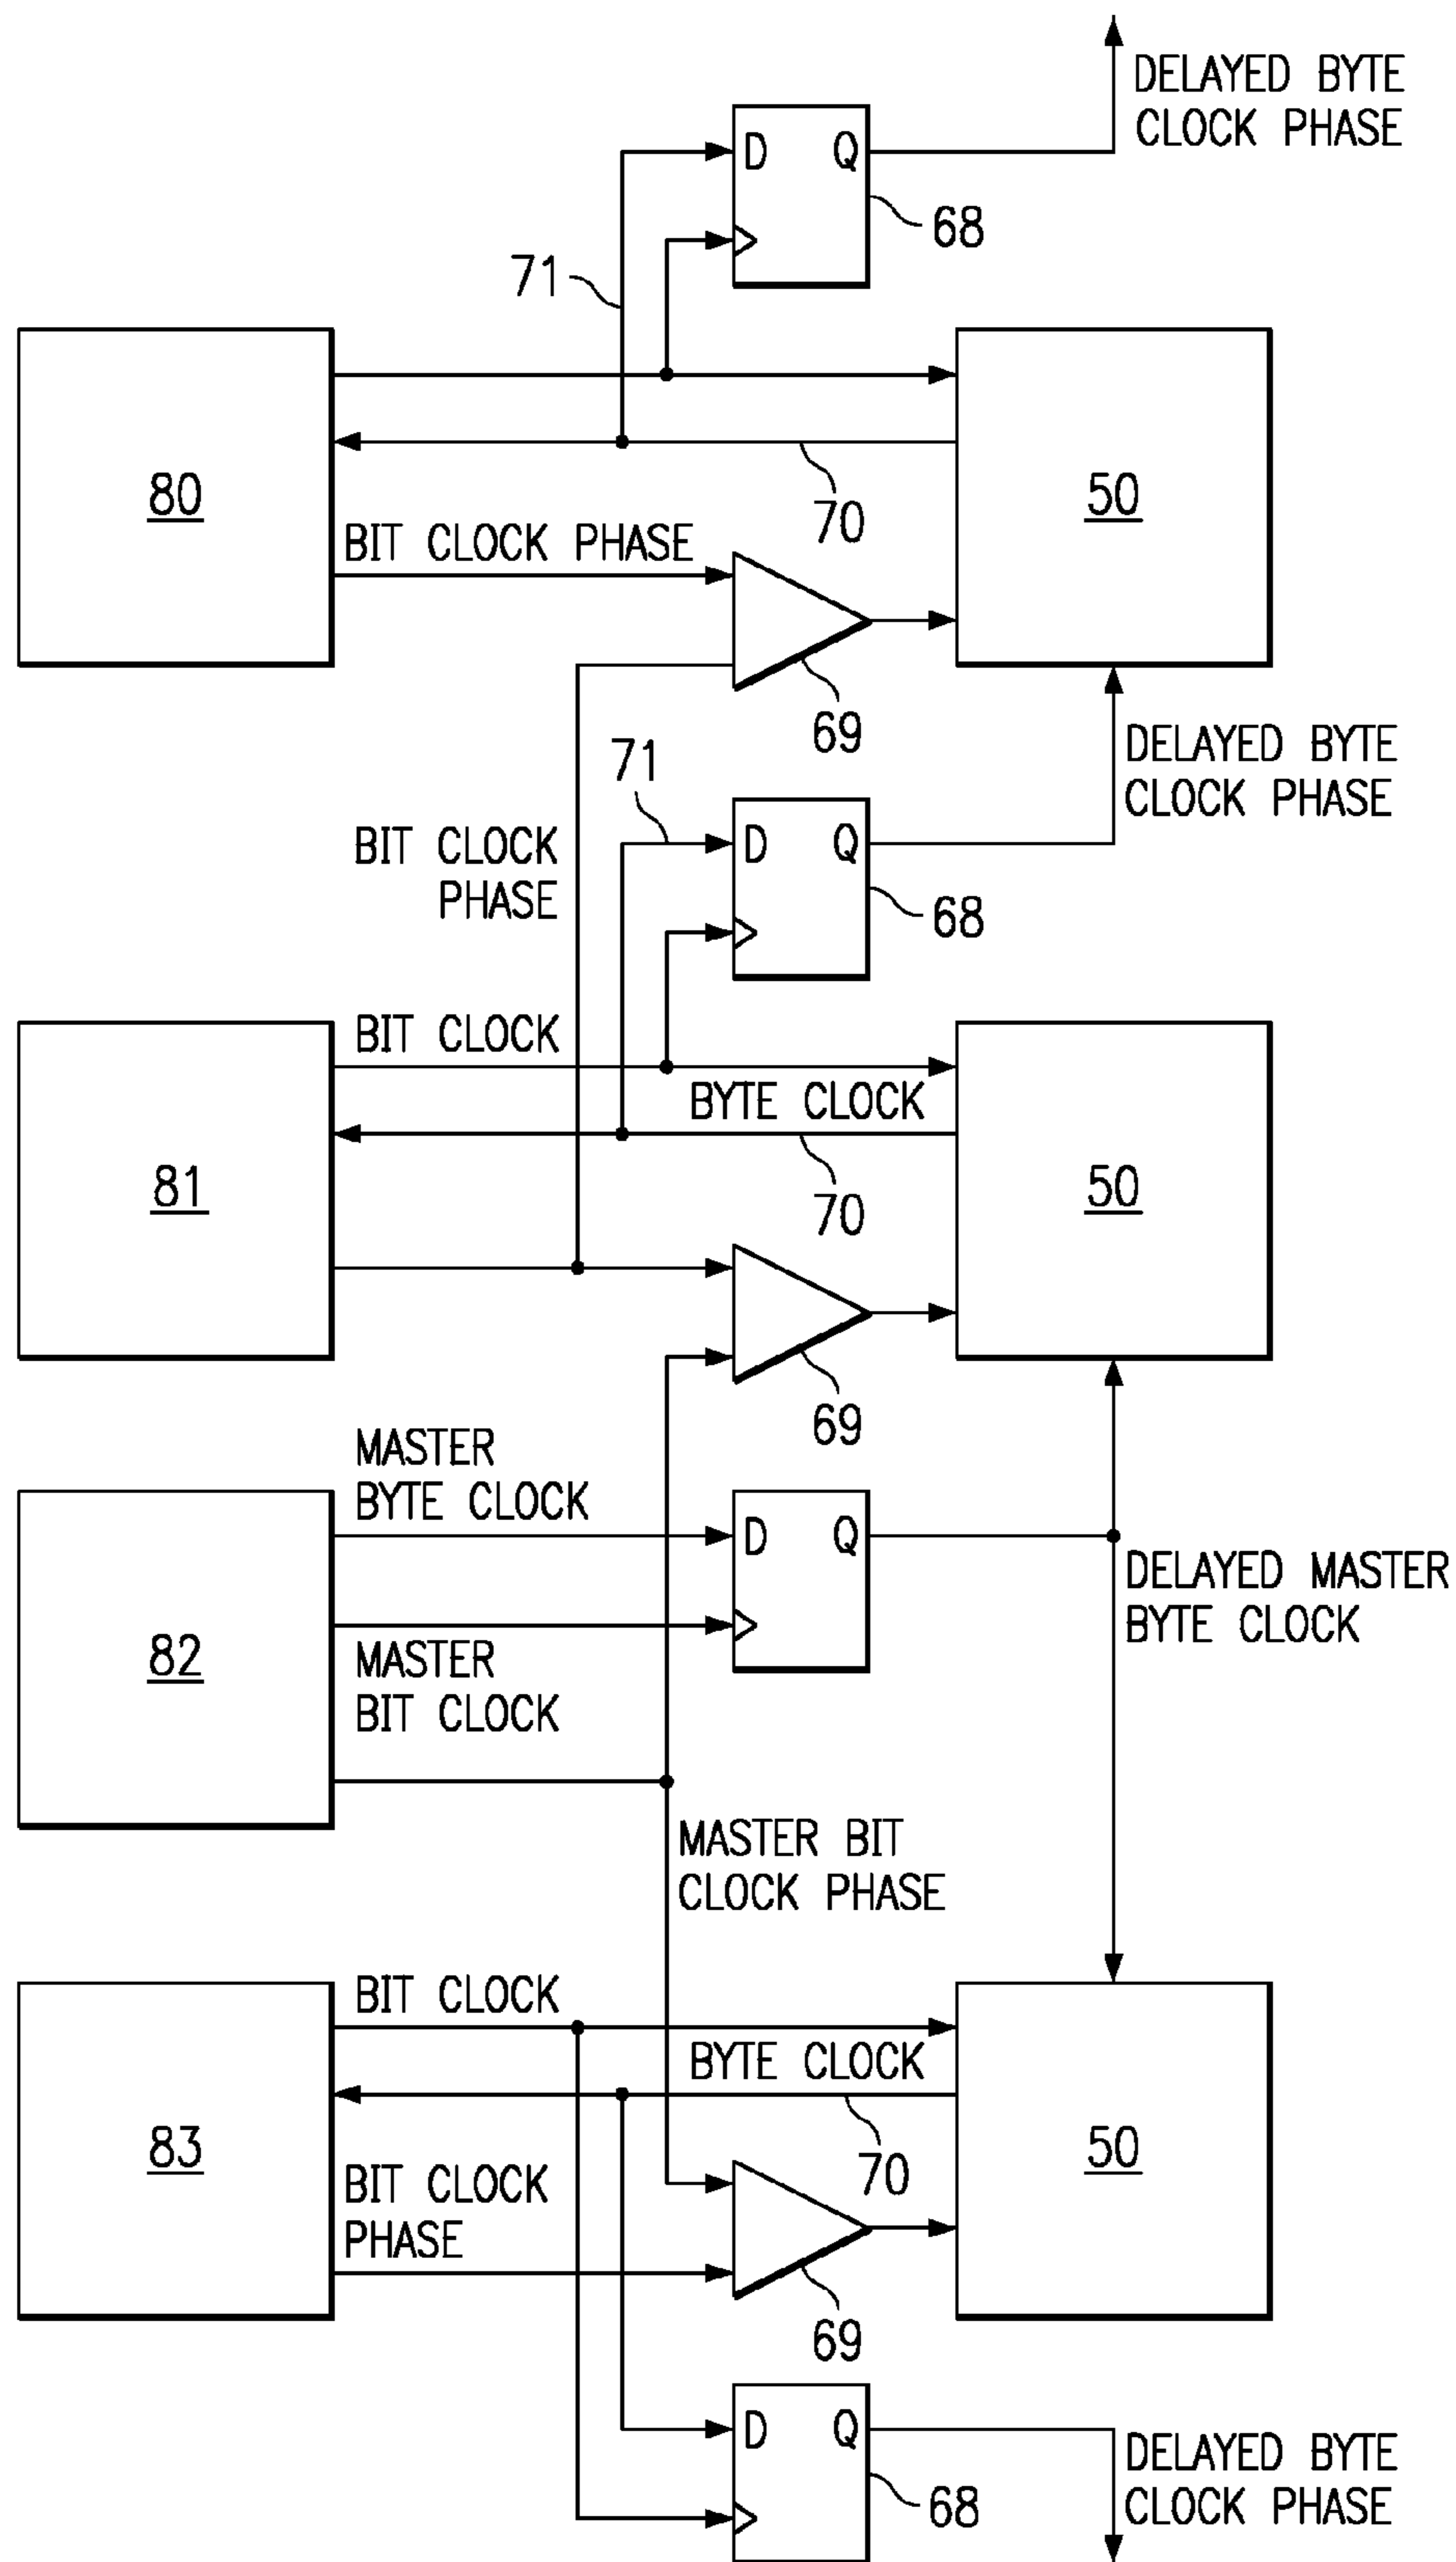 DELAYED BYTE
CLOCK PHASE
D Q
68
71
80
50
70
BIT CLOCK PHASE
69
DELAYED BYTE
CLOCK PHASE
71
D Q
BIT CLOCK
PHASE
68
BIT CLOCK
BYTE CLOCK
81
50
70
69
MASTER
BYTE CLOCK
D Q
DELAYED MASTER
BYTE CLOCK
82
MASTER
BIT CLOCK
MASTER BIT
CLOCK PHASE
BIT CLOCK
BYTE CLOCK
83
50
70
BIT CLOCK
PHASE
69
D Q
DELAYED BYTE
CLOCK PHASE
68